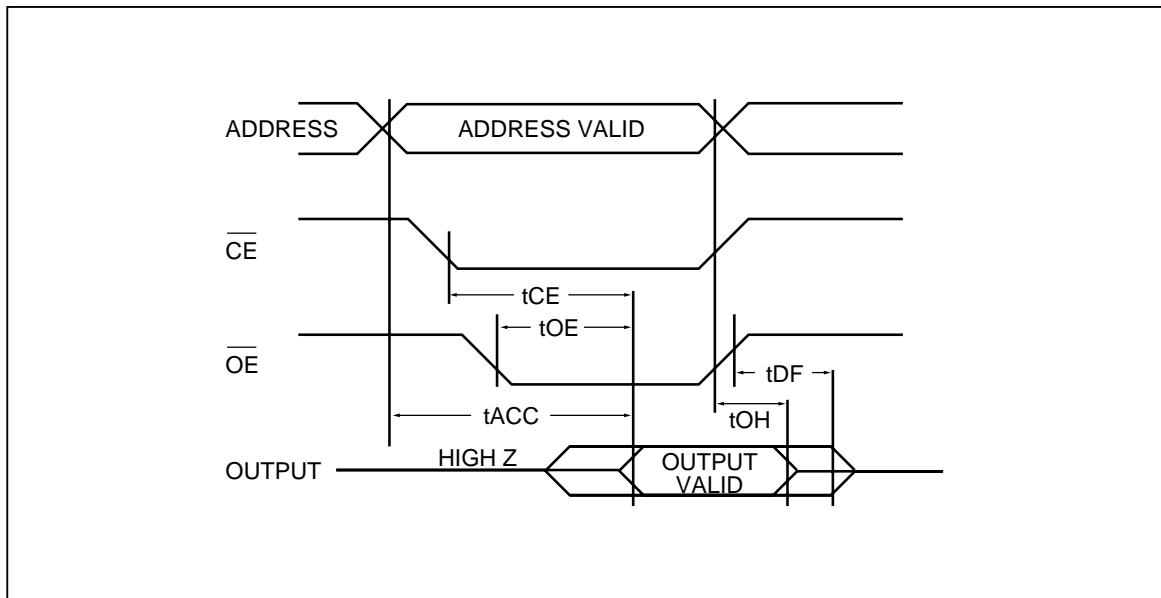 ADDRESS
ADDRESS VALID
CE
tCE
tOE
OE
tDF
tACC
tOH
OUTPUT
HIGH Z
OUTPUT
VALID